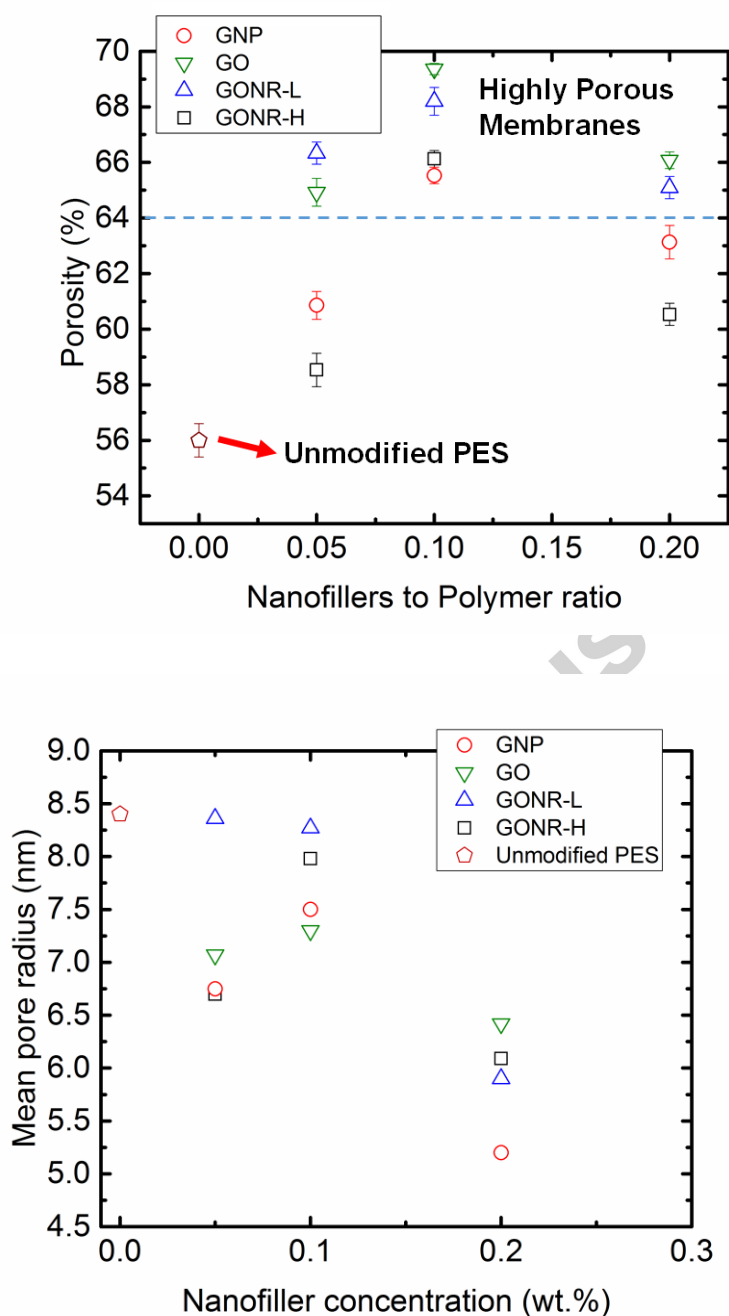 GNP
GO
GONR-L
GONR-H
Highly Porous
Membranes
Unmodified PES
Porosity (%)
70
68
66
64
62
60
58
56
54
0.00 0.05 0.10 0.15 0.20
Nanofillers to Polymer ratio
GNP
GO
GONR-L
GONR-H
Unmodified PES
Mean pore radius (nm)
9.0
8.5
8.0
7.5
7.0
6.5
6.0
5.5
5.0
4.5
0.0 0.1 0.2 0.3
Nanofiller concentration (wt.%)